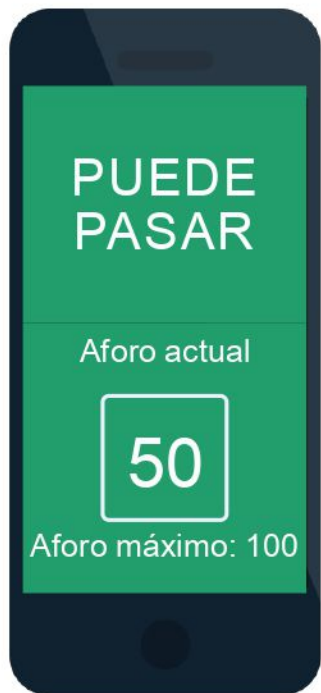 PUEDE
PASAR
Aforo actual
50
Aforo máximo: 100